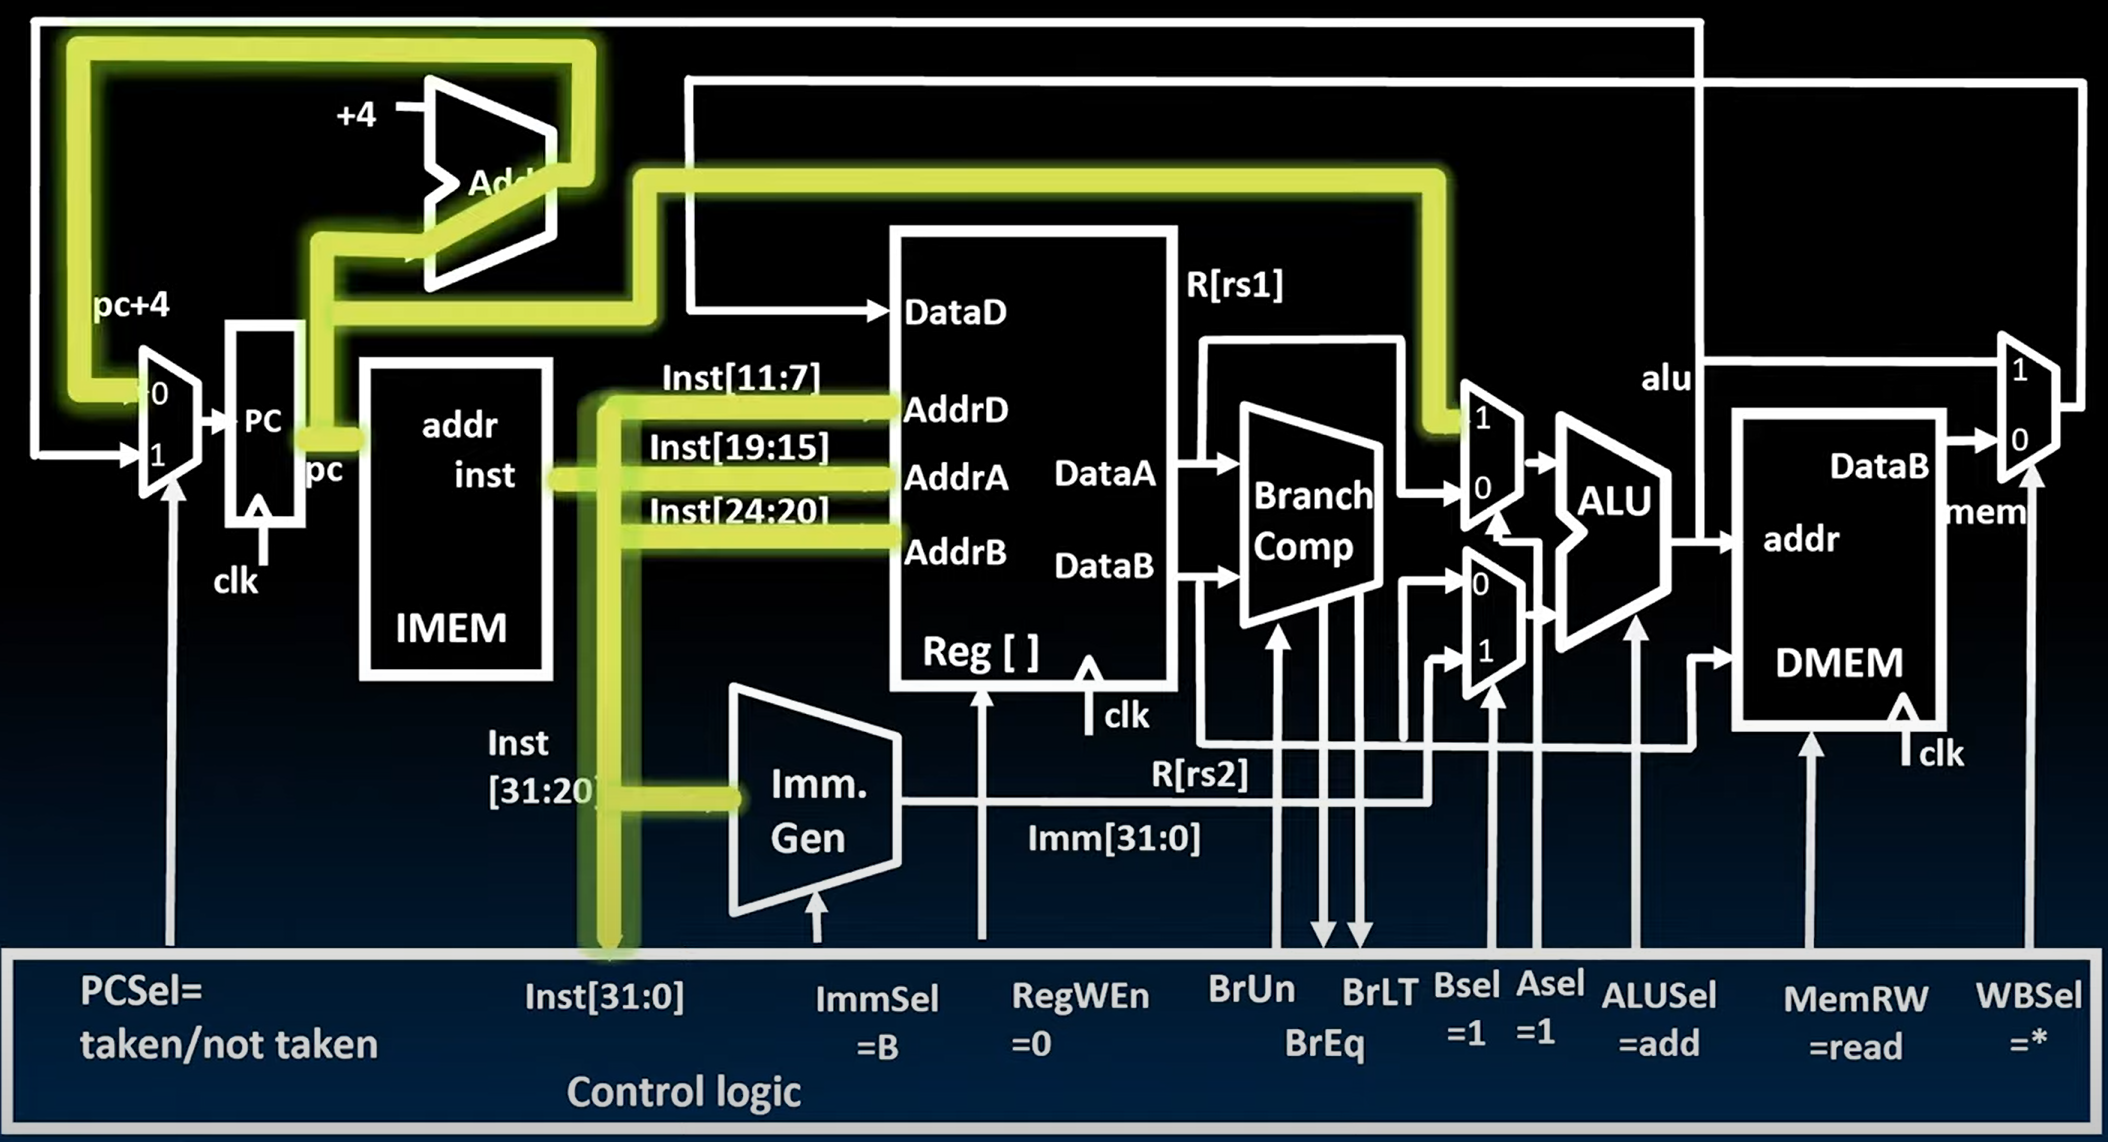 +4
Add
pc+4
0
1
PC
pc
clk
addr
inst
IMEM
Inst[11:7]
Inst[19:15]
Inst[24:20]
DataD
AddrD
AddrA
AddrB
DataA
DataB
Reg [ ]
clk
R[rs1]
Branch
Comp
1
0
0
1
ALU
alu
DataB
addr
DMEM
clk
mem
1
0
Inst
[31:20]
Imm.
Gen
R[rs2]
Imm[31:0]
PCSel=
taken/not taken
Inst[31:0]
ImmSel
=B
RegWEn
=0
BrUn
BrEq
BrLT
Bsel
=1
Asel
=1
ALUSel
=add
MemRW
=read
WBSel
=*
Control logic